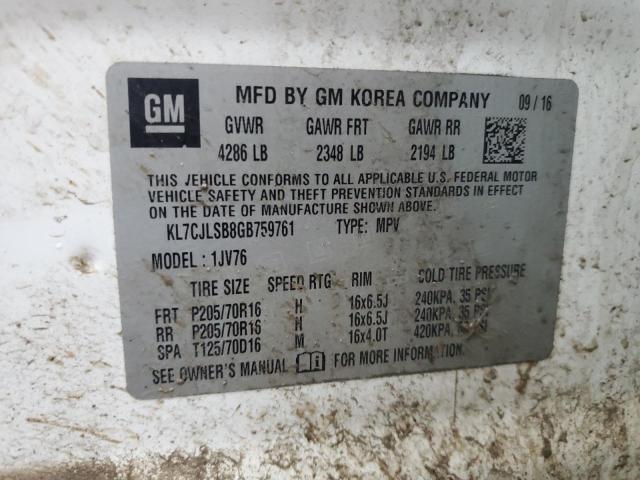 GM MFD BY GM KOREA COMPANY 09 / 16
GVWR GAWR FRT GAWR RR
4286 LB 2348 LB 2194 LB
THIS VEHICLE CONFORMS TO ALL APPLICABLE U.S. FEDERAL MOTOR
VEHICLE SAFETY AND THEFT PREVENTION STANDARDS IN EFFECT
ON THE DATE OF MANUFACTURE SHOWN ABOVE.
KL7CJLSB8GB759761 TYPE: MPV
MODEL : 1JV76
TIRE SIZE SPEED RTG RIM COLD TIRE PRESSURE
FRT P205/70R16 H 16x6.5J 240KPA, 35 PSI
RR P205/70R16 H 16x6.5J 240KPA, 35 PSI
SPA T125/70D16 M 16x4.0T 420KPA, PSI
SEE OWNER'S MANUAL FOR MORE INFORMATION.